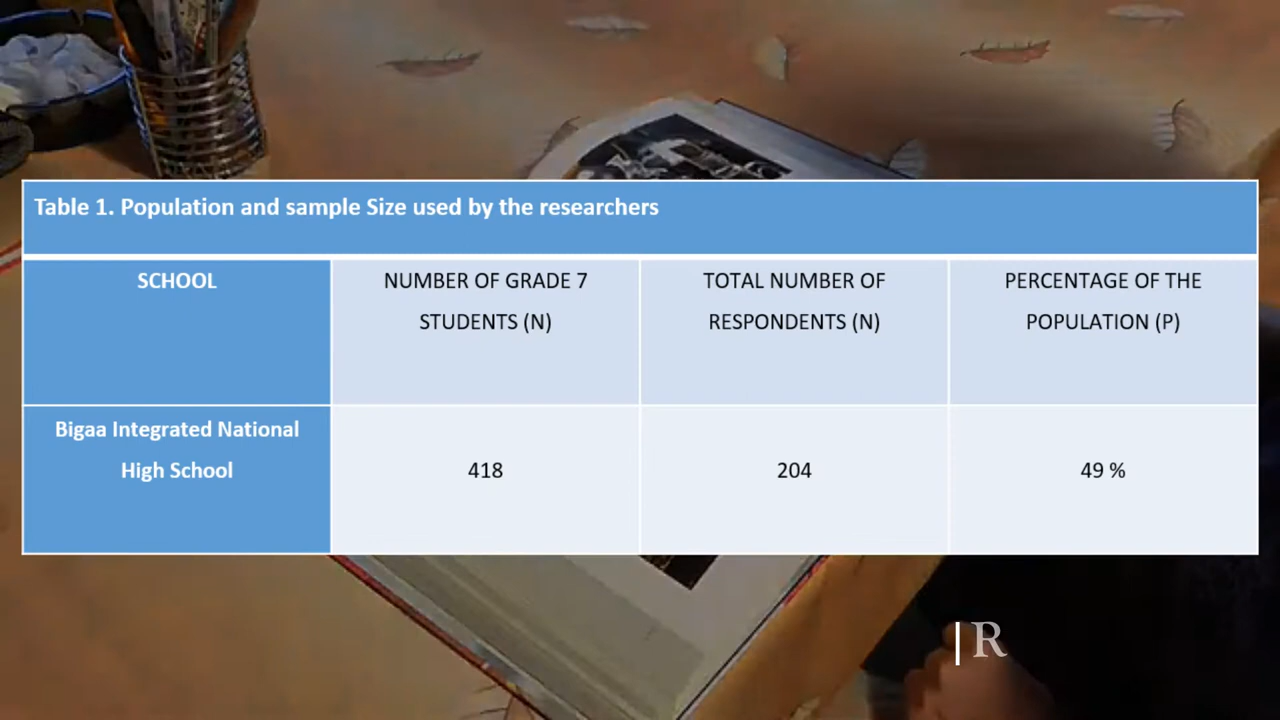 Table 1. Population and sample Size used by the researchers
SCHOOL
NUMBER OF GRADE 7
STUDENTS (N)
TOTAL NUMBER OF
RESPONDENTS (N)
PERCENTAGE OF THE
POPULATION (P)
Bigaa Integrated National
High School
418
204
49 %
R